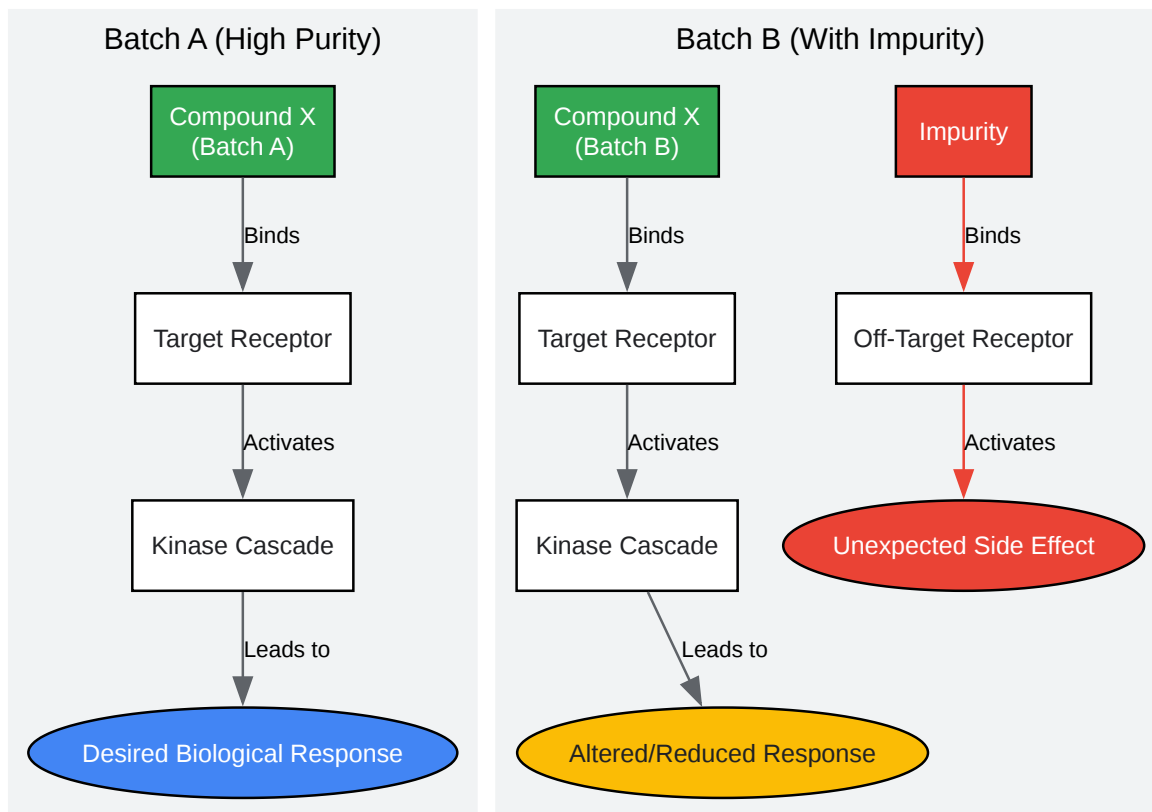 Batch A (High Purity)
Compound X
(Batch A)
Binds
Target Receptor
Activates
Kinase Cascade
Leads to
Desired Biological Response
Batch B (With Impurity)
Compound X
(Batch B)
Binds
Target Receptor
Activates
Kinase Cascade
Leads to
Altered/Reduced Response
Impurity
Binds
Off-Target Receptor
Activates
Unexpected Side Effect